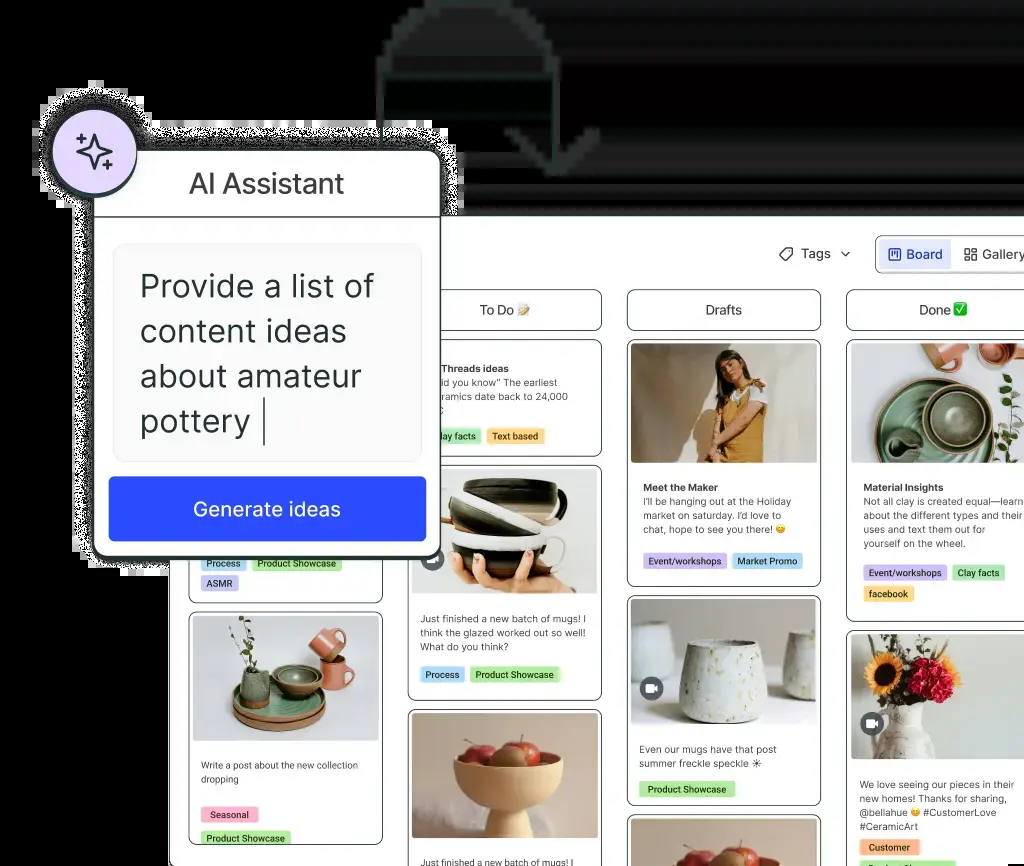 AI Assistant
Provide a list of
content ideas
about amateur
pottery
Generate ideas
Tags
Board
Gallery
Process
Product Showcase
ASMR
Write a post about the new collection
dropping
Seasonal
Product Showcase
To Do 📝
Threads ideas
id you know” The earliest
ramics date back to 24,000
lay facts
Text based
Just finished a new batch of mugs! I
think the glazed worked out so well!
What do you think?
Process
Product Showcase
Just finished a new batch of mugs! I
Drafts
Meet the Maker
I’ll be hanging out at the Holiday
market on saturday. I’d love to
chat, hope to see you there! 😊
Event/workshops
Market Promo
Even our mugs have that post
summer freckle speckle ☀
Product Showcase
Done ✅
Material Insights
Not all clay is created equal—learn
about the different types and their
uses and text them out for
yourself on the wheel.
Event/workshops
Clay facts
facebook
We love seeing our pieces in their
new homes! Thanks for sharing,
@bellahue 😊 #CustomerLove
#CeramicArt
Customer